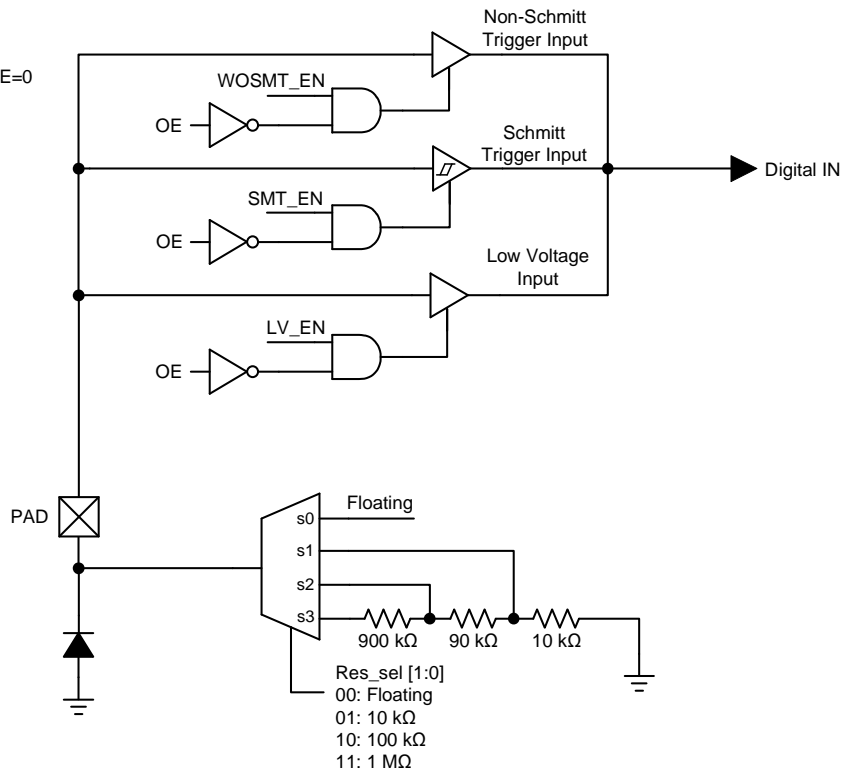 Non-Schmitt
Trigger Input
E=0
WOSMT_EN
OE
Schmitt
Trigger Input
Digital IN
SMT_EN
OE
Low Voltage
Input
LV_EN
OE
PAD
Floating
s0
s1
s2
s3
900 kΩ
90 kΩ
10 kΩ
Res_sel [1:0]
00: Floating
01: 10 kΩ
10: 100 kΩ
11: 1 MΩ